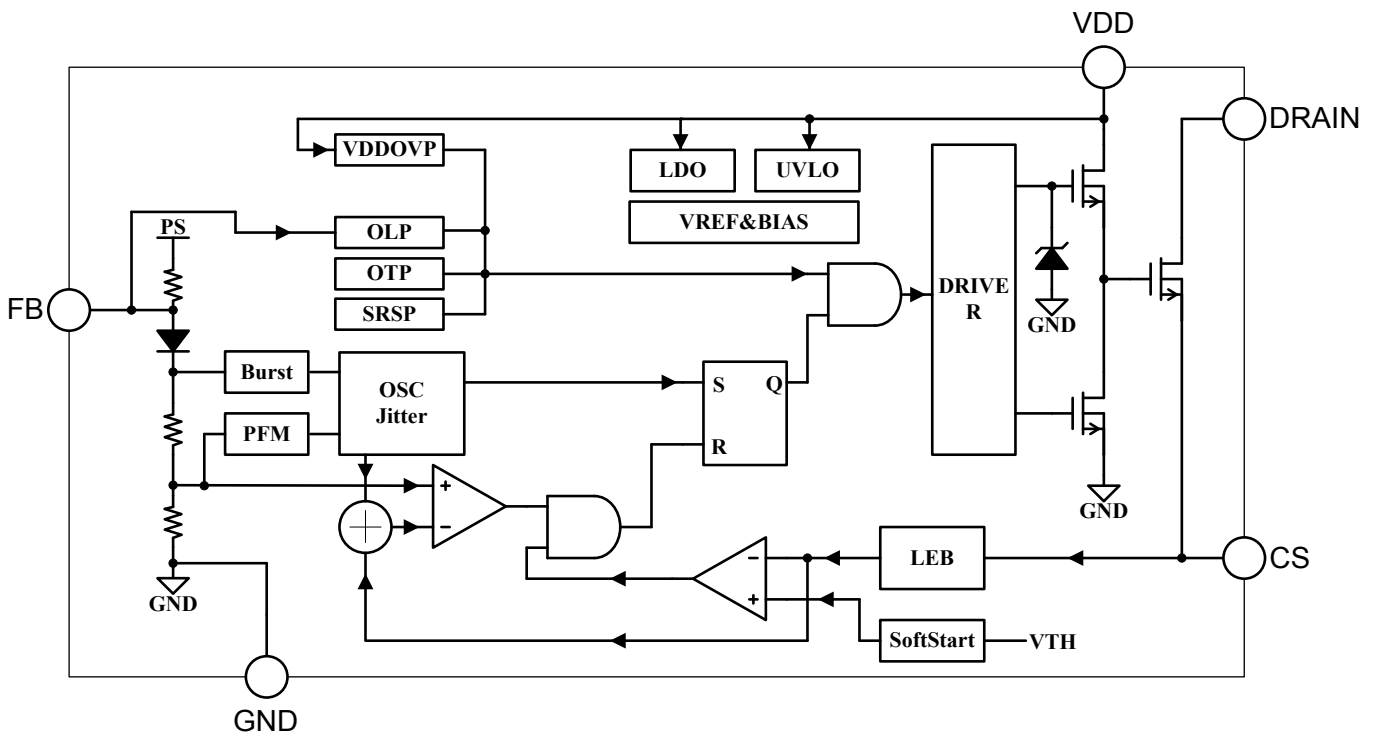 VDD
DRAIN
VDDOVP
LDO
UVLO
PS
OLP
VREF&BIAS
OTP
FB
DRIVE
R
SRSP
GND
Burst
OSC
Jitter
S
Q
PFM
R
+
-
GND
LEB
-
CS
GND
+
SoftStart
VTH
GND